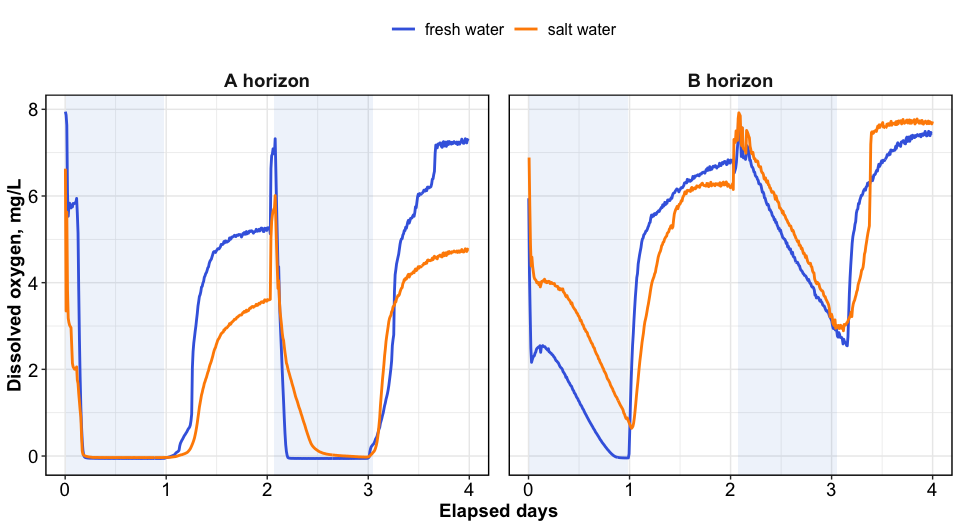 fresh water salt water
A horizon B horizon
Dissolved oxygen, mg/L
8
6
4
2
0
0 1 2 3 4 0 1 2 3 4
Elapsed days